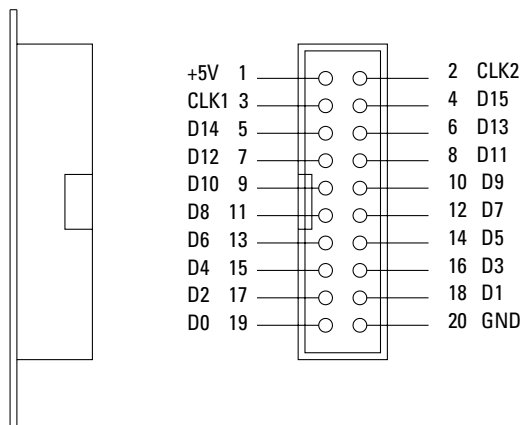 +5V 1 2 CLK2
CLK1 3 4 D15
D14 5 6 D13
D12 7 8 D11
D10 9 10 D9
D8 11 12 D7
D6 13 14 D5
D4 15 16 D3
D2 17 18 D1
D0 19 20 GND